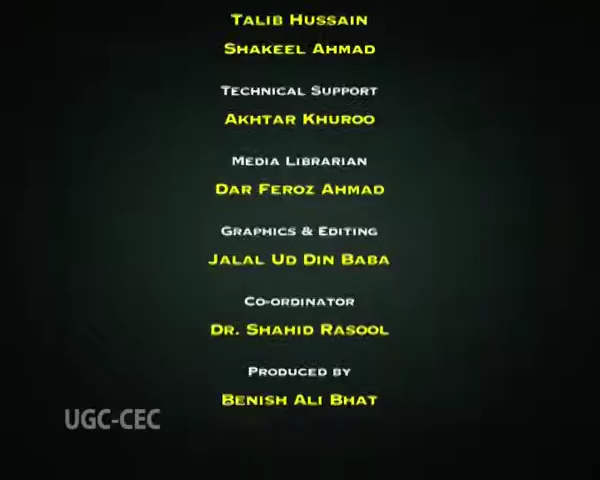 Talib Hussain
Shakeel Ahmad
Technical Support
Akhtar Khuroo
Media Librarian
Dar Feroz Ahmad
Graphics & Editing
Jalal Ud Din Baba
Co-ordinator
Dr. Shahid Rasool
Produced by
Benish Ali Bhat
UGC-CEC